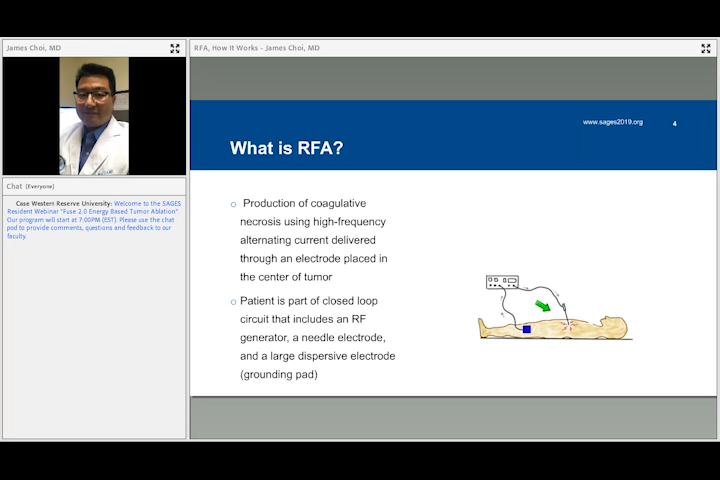 James Choi, MD
RFA, How It Works - James Choi, MD
www.sages2019.org
4
What is RFA?
Production of coagulative
necrosis using high-frequency
alternating current delivered
through an electrode placed in
the center of tumor
Patient is part of closed loop
circuit that includes an RF
generator, a needle electrode,
and a large dispersive electrode
(grounding pad)
Chat (Everyone)
Case Western Reserve University: Welcome to the SAGES
Resident Webinar "Fuse 2.0 Energy Based Tumor Ablation".
Our program will start at 7:00PM (EST). Please use the chat
pod to provide comments, questions and feedback to our
faculty.